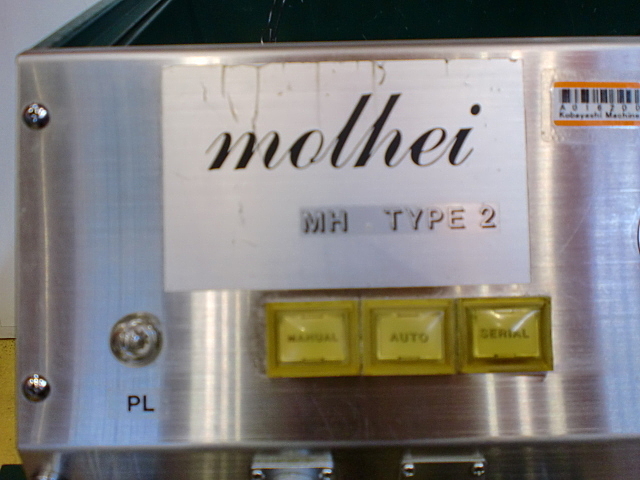 molhei
MH TYPE 2
Kobayashi Machine
MANUAL AUTO SERIAL
PL